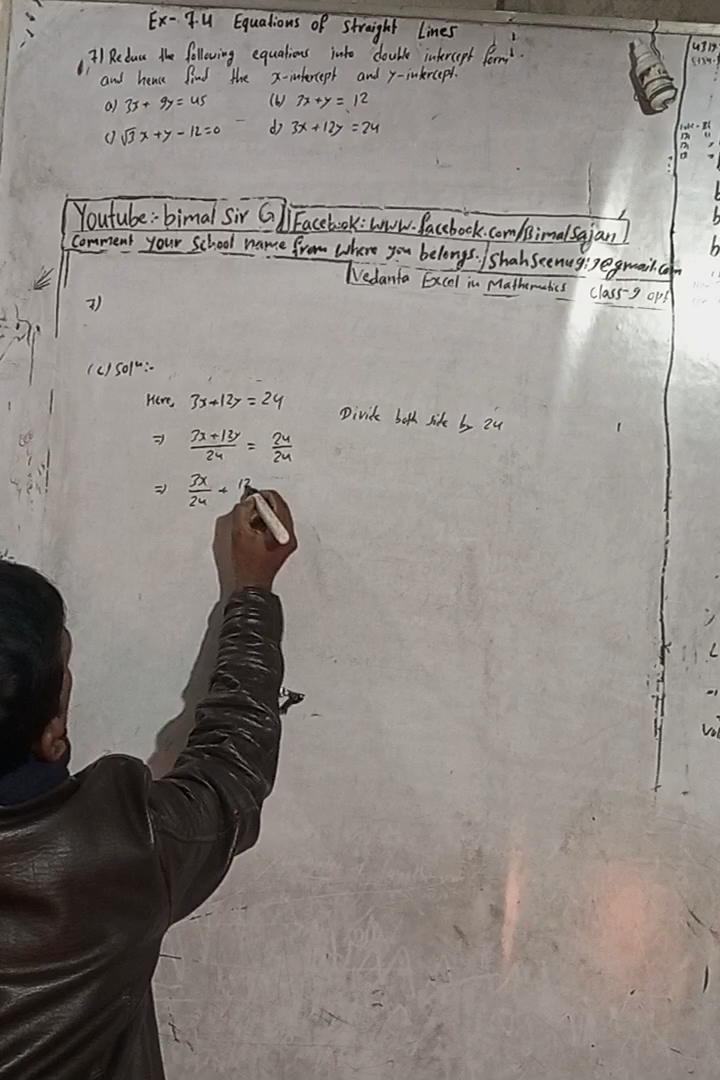 Ex- 7.4 Equations of Straight Lines
7) Reduce the following equations into double intercept form.
and hence find the x-intercept and y-intercept.
a) 3x + 9y = 45 (b) 3x + y = 12
c) √3x + y - 12 = 0 d) 3x + 12y = 24
Youtube:- bimal Sir G Facebook: www.facebook.com/Bimalsajan
Comment your School name from where you belongs.
Vedanta Excel in Mathematics Class-9 opt
7)
(c) Solⁿ:-
Here, 3x+12y = 24 Divide both side by 24
=) 3x+12y/24 = 24/24
=) 3x/24 + 12